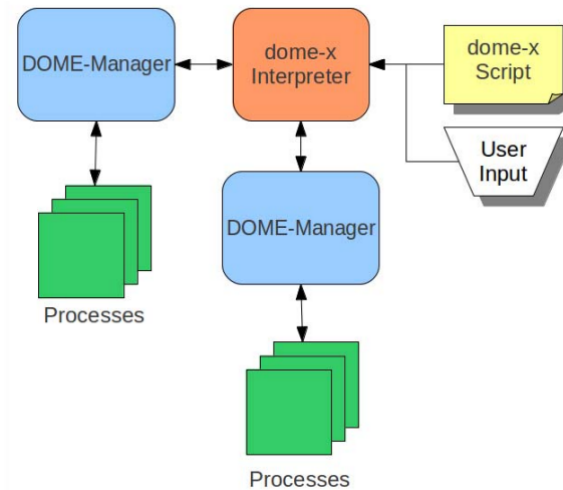 DOME-Manager
dome-x
Interpreter
dome-x
Script
User
Input
DOME-Manager
Processes
Processes